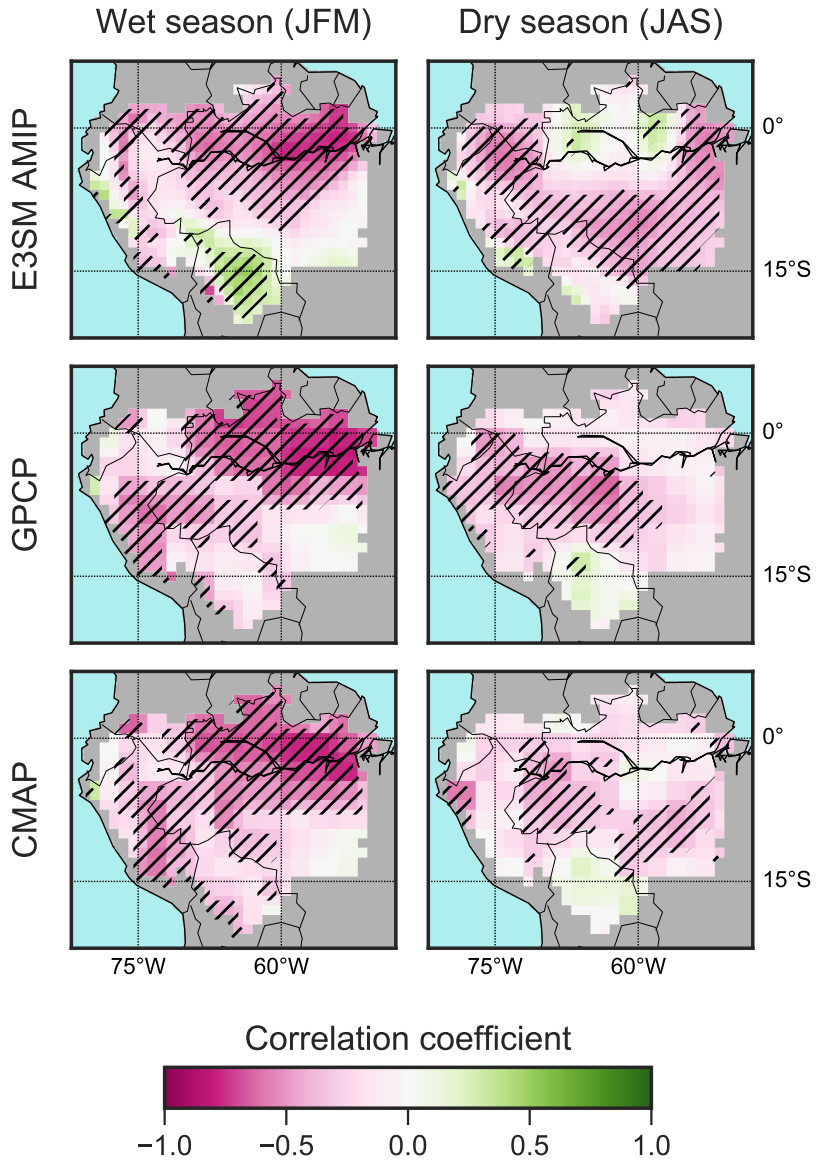 Wet season (JFM)
Dry season (JAS)
E3SM AMIP
0°
15°S
GPCP
0°
15°S
CMAP
0°
15°S
75°W
60°W
75°W
60°W
Correlation coefficient
−1.0
−0.5
0.0
0.5
1.0